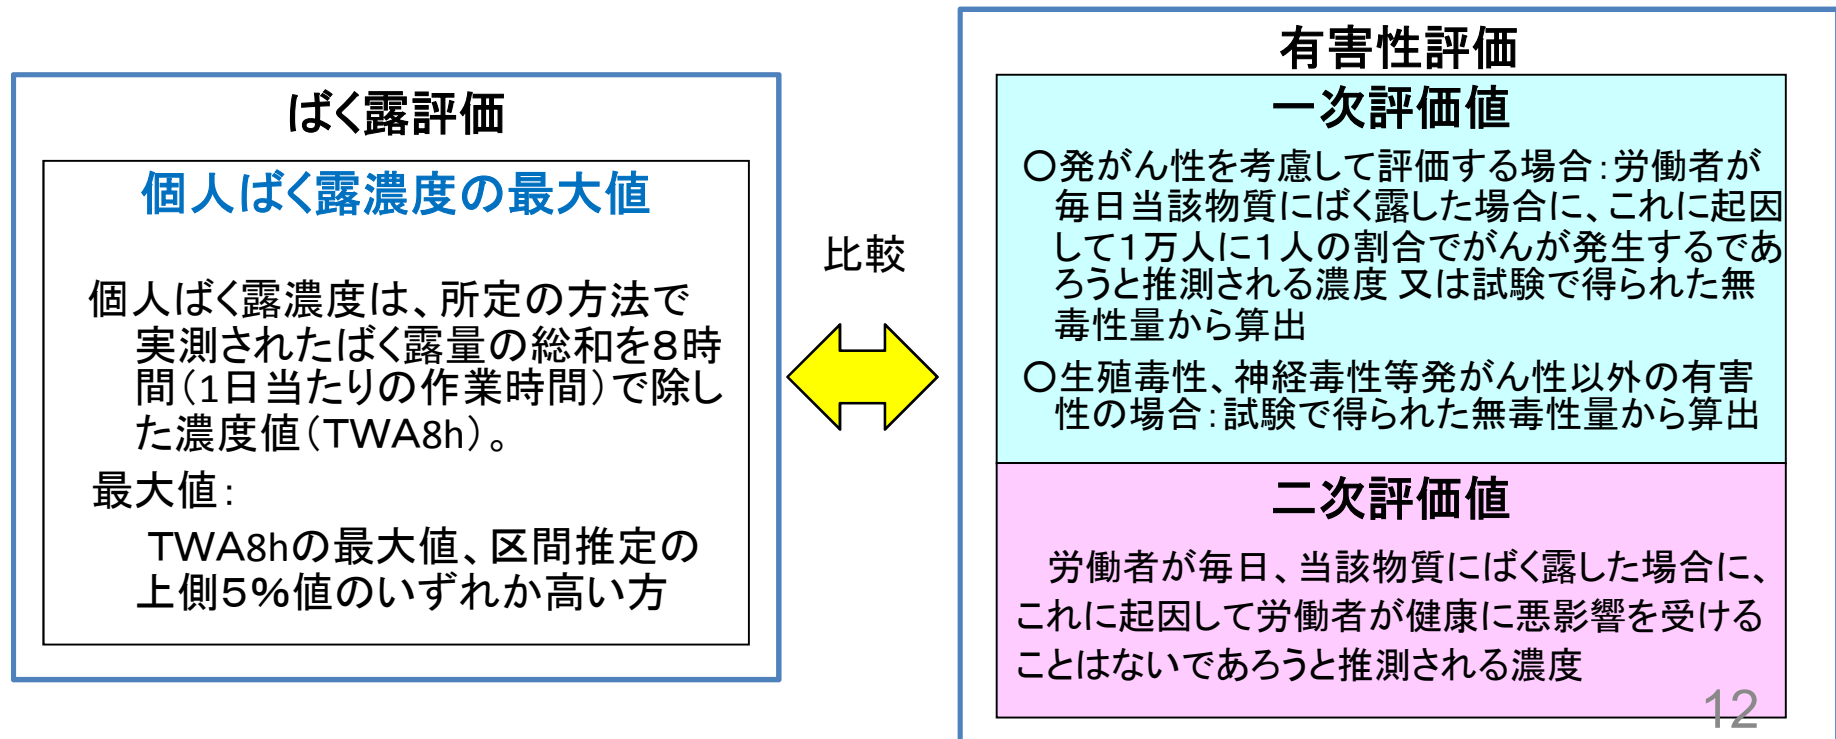 ばく露評価
個人ばく露濃度の最大値
個人ばく露濃度は、所定の方法で
実測されたばく露量の総和を8時
間(1日当たりの作業時間)で除し
た濃度値(TWA8h)。
最大値:
TWA8hの最大値、区間推定の
上側5%値のいずれか高い方
比較
有害性評価
一次評価値
○発がん性を考慮して評価する場合:労働者が
毎日当該物質にばく露した場合に、これに起因
して1万人に1人の割合でがんが発生するであ
ろうと推測される濃度 又は試験で得られた無
毒性量から算出
○生殖毒性、神経毒性等発がん性以外の有害
性の場合:試験で得られた無毒性量から算出
二次評価値
労働者が毎日、当該物質にばく露した場合に、
これに起因して労働者が健康に悪影響を受ける
ことはないであろうと推測される濃度
12